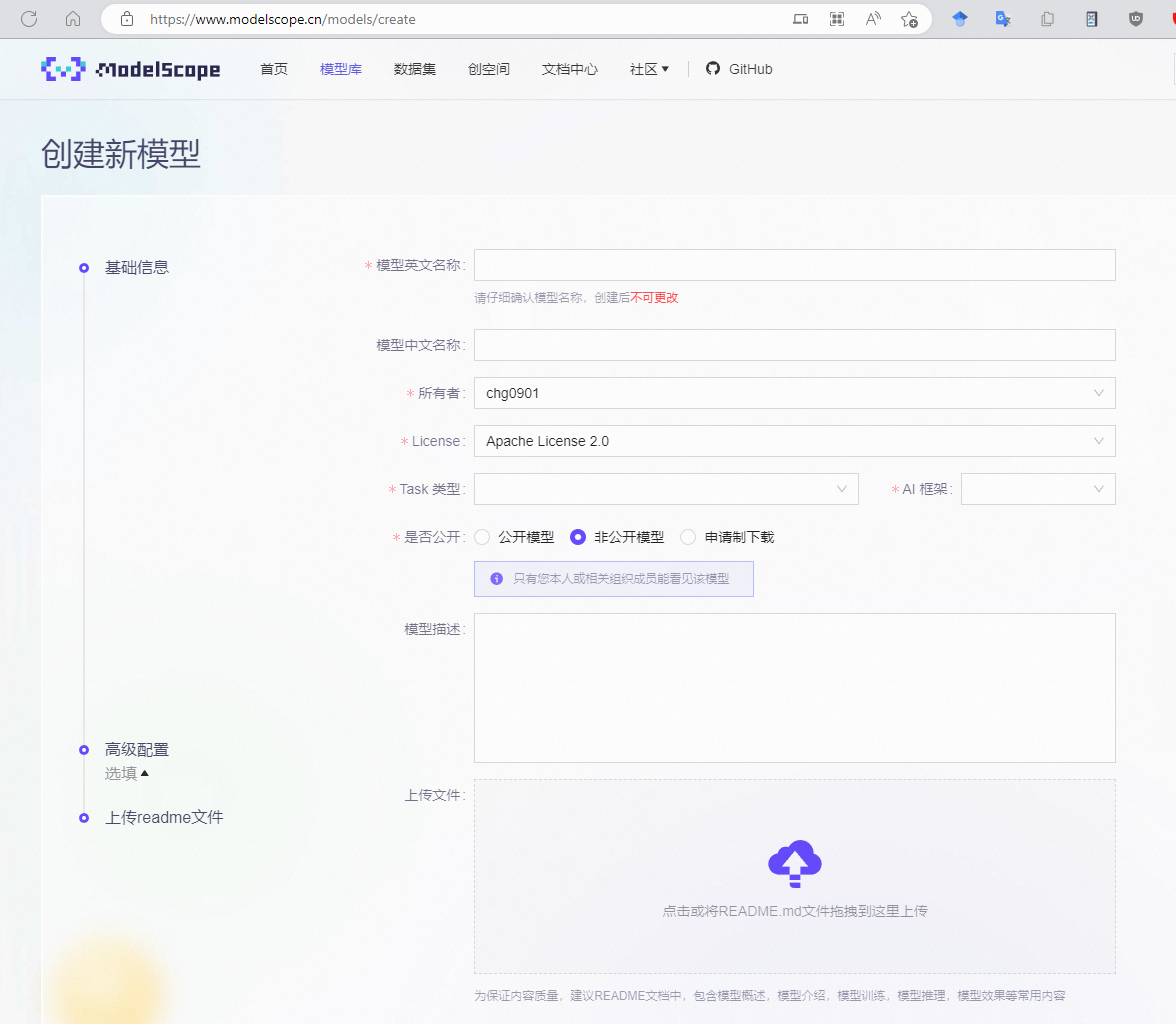 https://www.modelscope.cn/models/create
ModelScope 首页 模型库 数据集 创空间 文档中心 社区 GitHub
创建新模型
基础信息
* 模型英文名称:
请仔细确认模型名称，创建后不可更改
模型中文名称:
* 所有者: chg0901
* License: Apache License 2.0
* Task 类型: * AI 框架:
* 是否公开: 公开模型 非公开模型 申请制下载
只有您本人或相关组织成员能看见该模型
模型描述:
高级配置
选填
上传readme文件
上传文件:
点击或将README.md文件拖拽到这里上传
为保证内容质量，建议README文档中，包含模型概述，模型介绍，模型训练，模型推理，模型效果等常用内容